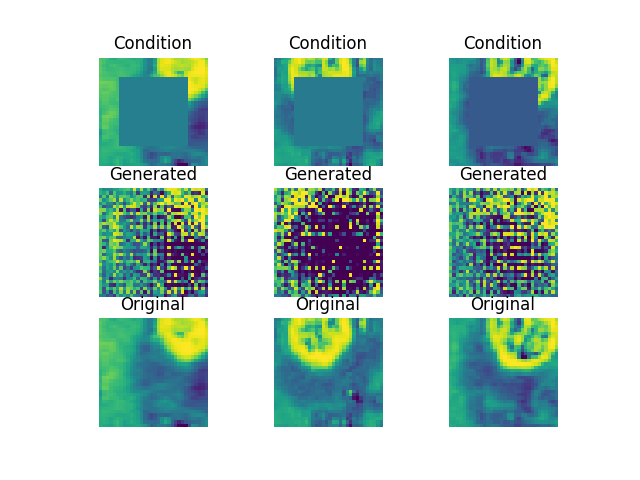 Condition Condition Condition
Generated Generated Generated
Original Original Original